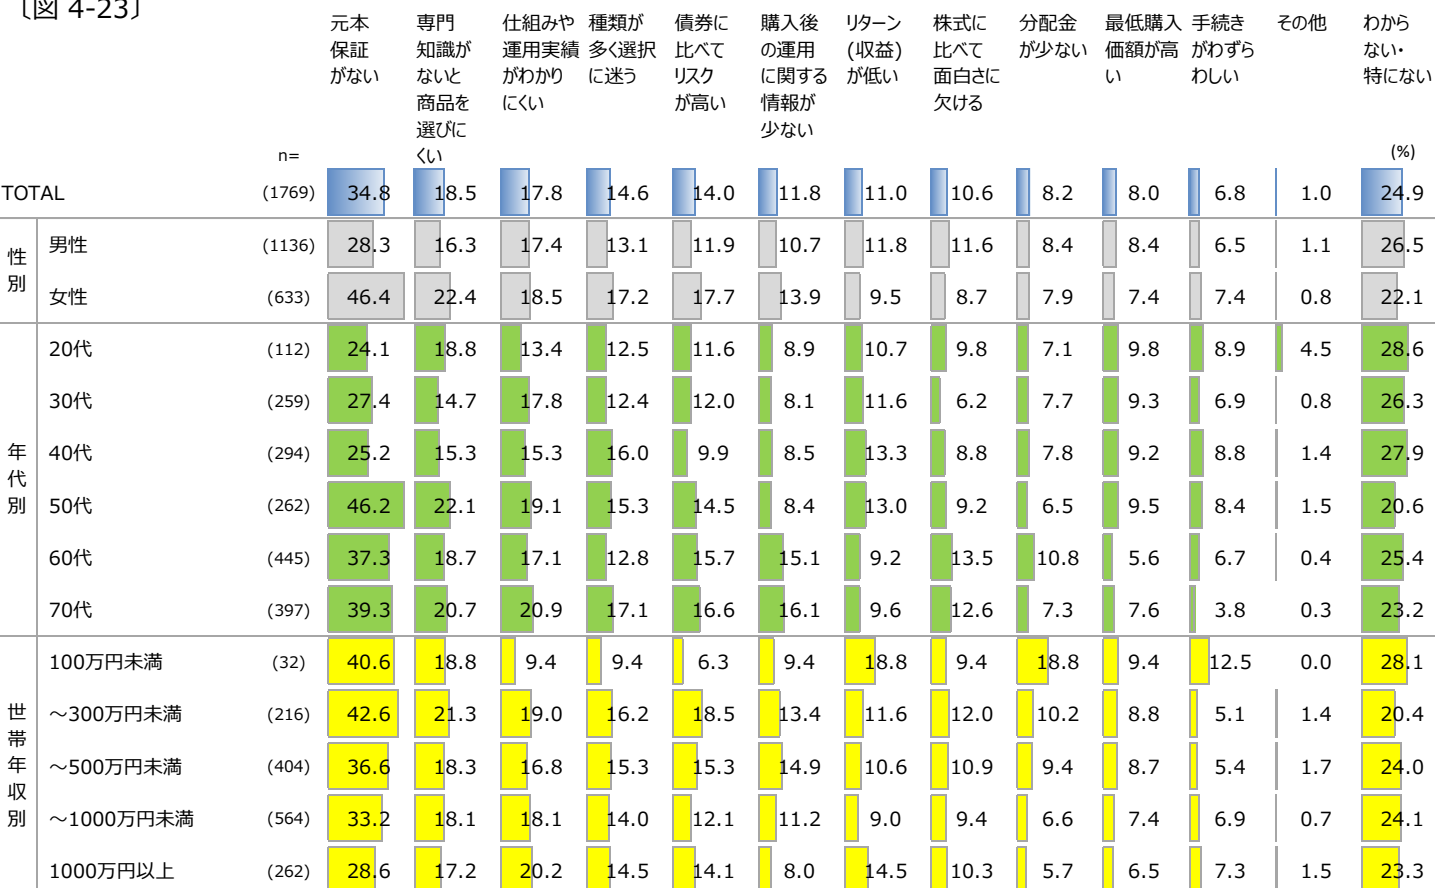 〔図 4-23〕
元本 専門 仕組みや 種類が 債券に 購入後 リターン 株式に 分配金 最低購入 手続き その他 わから
保証 知識が 運用実績 多く選択 比べて の運用 (収益) 比べて が少ない 価額が高 がわずら ない・
がない ないと がわかり に迷う リスク に関する が低い 面白さに い わしい 特にない
商品を にくい が高い 情報が 欠ける
選びに 少ない
n= くい (%)
TOTAL (1769) 34.8 18.5 17.8 14.6 14.0 11.8 11.0 10.6 8.2 8.0 6.8 1.0 24.9
性別
男性 (1136) 28.3 16.3 17.4 13.1 11.9 10.7 11.8 11.6 8.4 8.4 6.5 1.1 26.5
女性 (633) 46.4 22.4 18.5 17.2 17.7 13.9 9.5 8.7 7.9 7.4 7.4 0.8 22.1
年代別
20代 (112) 24.1 18.8 13.4 12.5 11.6 8.9 10.7 9.8 7.1 9.8 8.9 4.5 28.6
30代 (259) 27.4 14.7 17.8 12.4 12.0 8.1 11.6 6.2 7.7 9.3 6.9 0.8 26.3
40代 (294) 25.2 15.3 15.3 16.0 9.9 8.5 13.3 8.8 7.8 9.2 8.8 1.4 27.9
50代 (262) 46.2 22.1 19.1 15.3 14.5 8.4 13.0 9.2 6.5 9.5 8.4 1.5 20.6
60代 (445) 37.3 18.7 17.1 12.8 15.7 15.1 9.2 13.5 10.8 5.6 6.7 0.4 25.4
70代 (397) 39.3 20.7 20.9 17.1 16.6 16.1 9.6 12.6 7.3 7.6 3.8 0.3 23.2
世帯年収別
100万円未満 (32) 40.6 18.8 9.4 9.4 6.3 9.4 18.8 9.4 18.8 9.4 12.5 0.0 28.1
～300万円未満 (216) 42.6 21.3 19.0 16.2 18.5 13.4 11.6 12.0 10.2 8.8 5.1 1.4 20.4
～500万円未満 (404) 36.6 18.3 16.8 15.3 15.3 14.9 10.6 10.9 9.4 8.7 5.4 1.7 24.0
～1000万円未満 (564) 33.2 18.1 18.1 14.0 12.1 11.2 9.0 9.4 6.6 7.4 6.9 0.7 24.1
1000万円以上 (262) 28.6 17.2 20.2 14.5 14.1 8.0 14.5 10.3 5.7 6.5 7.3 1.5 23.3